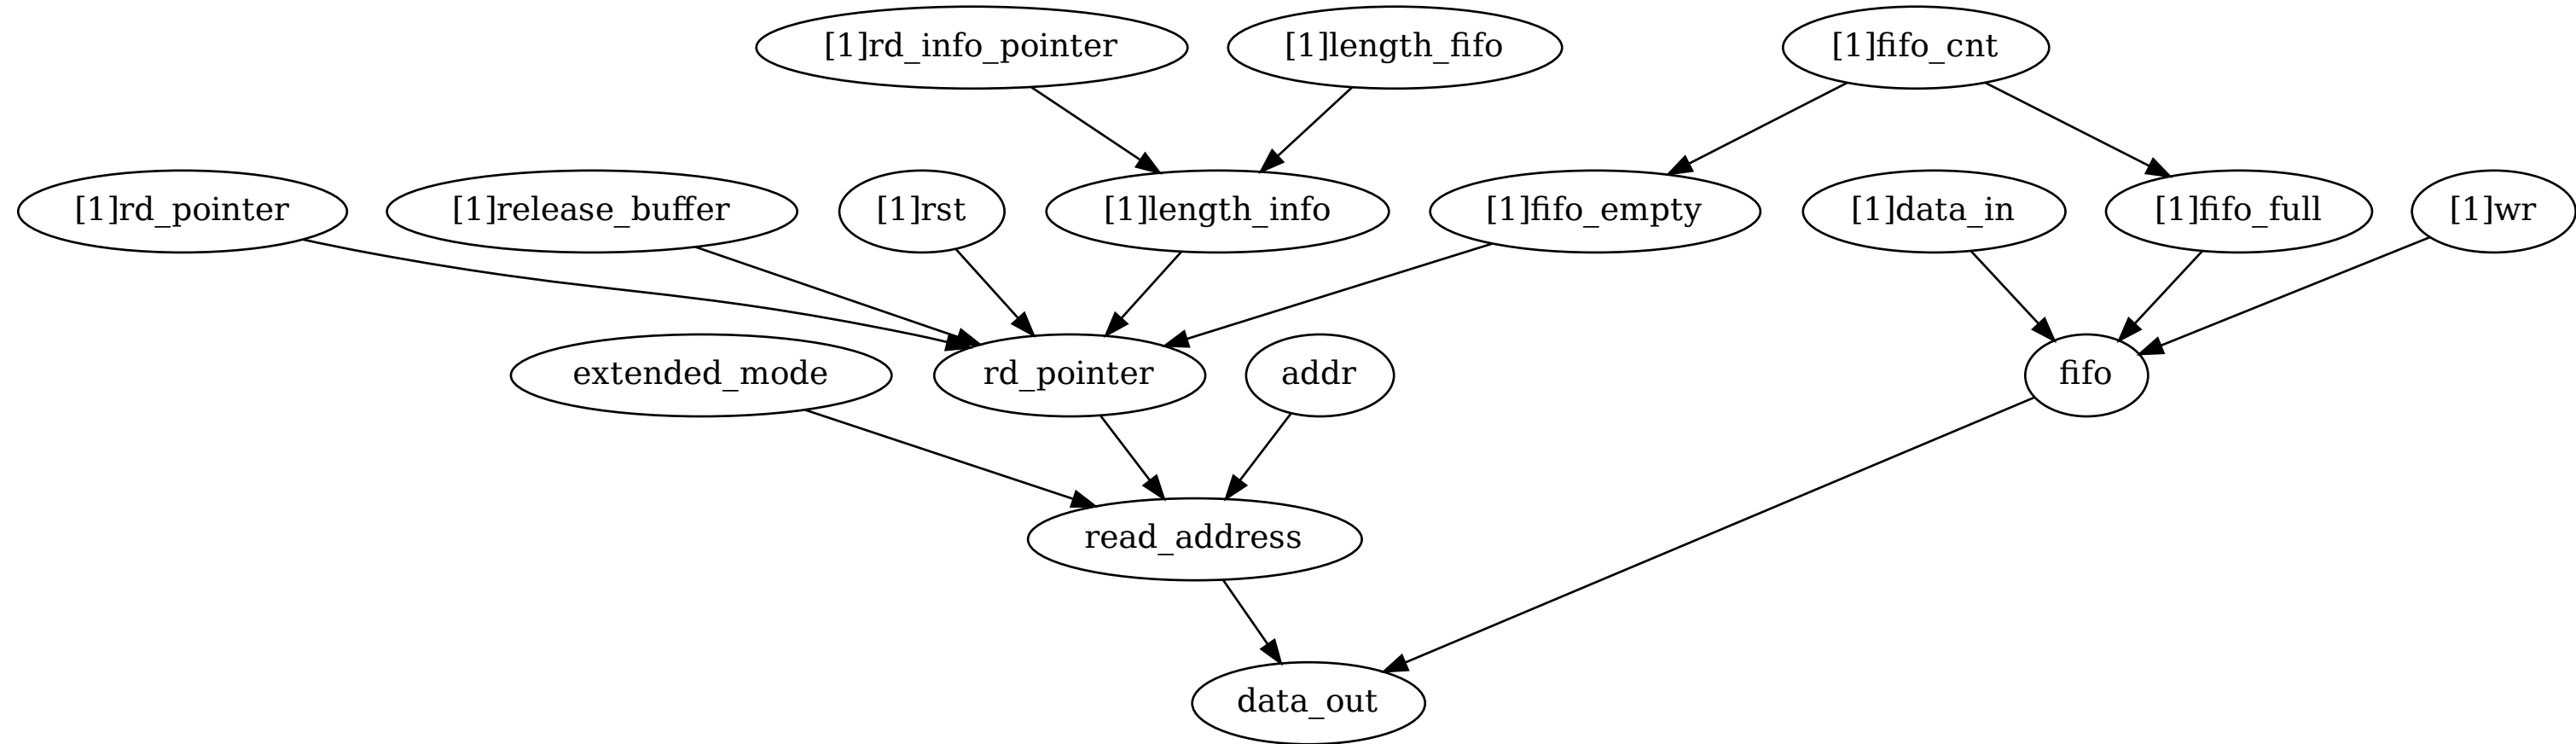 [1]rd_info_pointer
[1]length_fifo
[1]fifo_cnt
[1]rd_pointer
[1]release_buffer
[1]rst
[1]length_info
[1]fifo_empty
[1]data_in
[1]fifo_full
[1]wr
extended_mode
rd_pointer
addr
fifo
read_address
data_out